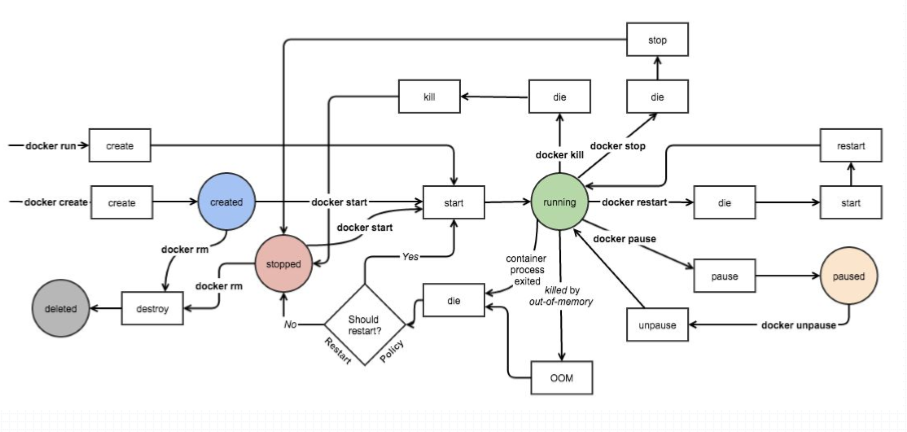 stop
kill
die
die
docker run
create
docker kill
docker stop
restart
docker create
create
created
docker start
start
running
docker restart
die
start
docker start
docker rm
stopped
Yes
container
process
exited
docker pause
pause
paused
docker rm
killed by
out-of-memory
deleted
destroy
No
Should
restart?
Restart
Policy
die
unpause
docker unpause
OOM